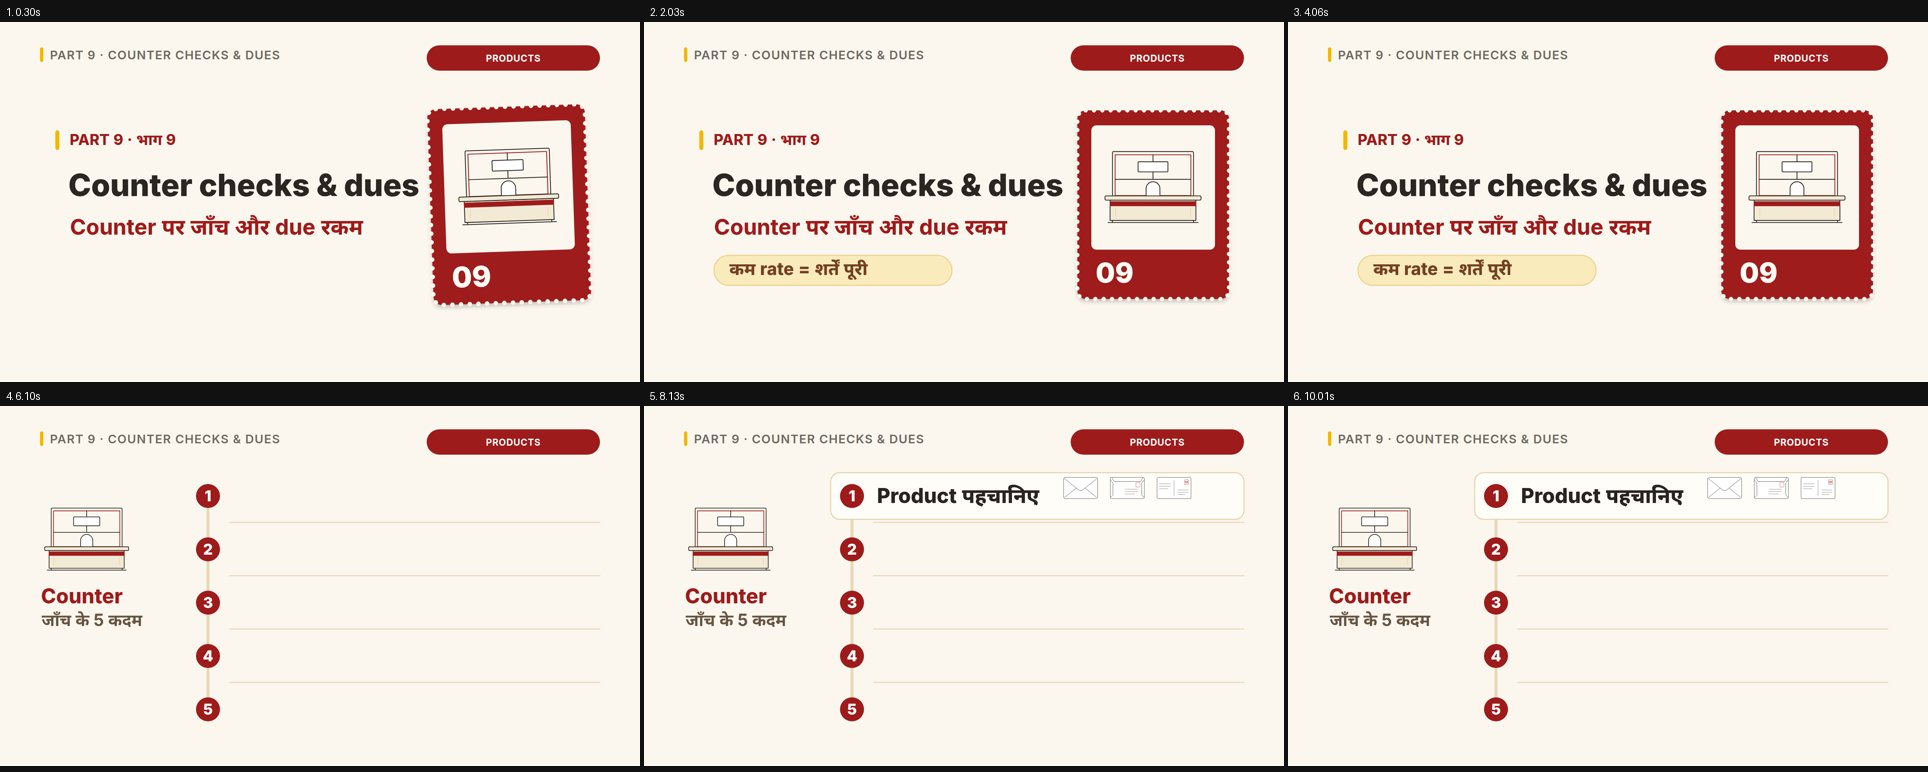 1. 0.30s
PART 9 · COUNTER CHECKS & DUES
PRODUCTS
PART 9 · भाग 9
Counter checks & dues
Counter पर जाँच और due रकम
09
2. 2.03s
PART 9 · COUNTER CHECKS & DUES
PRODUCTS
PART 9 · भाग 9
Counter checks & dues
Counter पर जाँच और due रकम
कम rate = शर्तें पूरी
09
3. 4.06s
PART 9 · COUNTER CHECKS & DUES
PRODUCTS
PART 9 · भाग 9
Counter checks & dues
Counter पर जाँच और due रकम
कम rate = शर्तें पूरी
09
4. 6.10s
PART 9 · COUNTER CHECKS & DUES
PRODUCTS
Counter
जाँच के 5 कदम
1
2
3
4
5
5. 8.13s
PART 9 · COUNTER CHECKS & DUES
PRODUCTS
Counter
जाँच के 5 कदम
1 Product पहचानिए
2
3
4
5
6. 10.01s
PART 9 · COUNTER CHECKS & DUES
PRODUCTS
Counter
जाँच के 5 कदम
1 Product पहचानिए
2
3
4
5